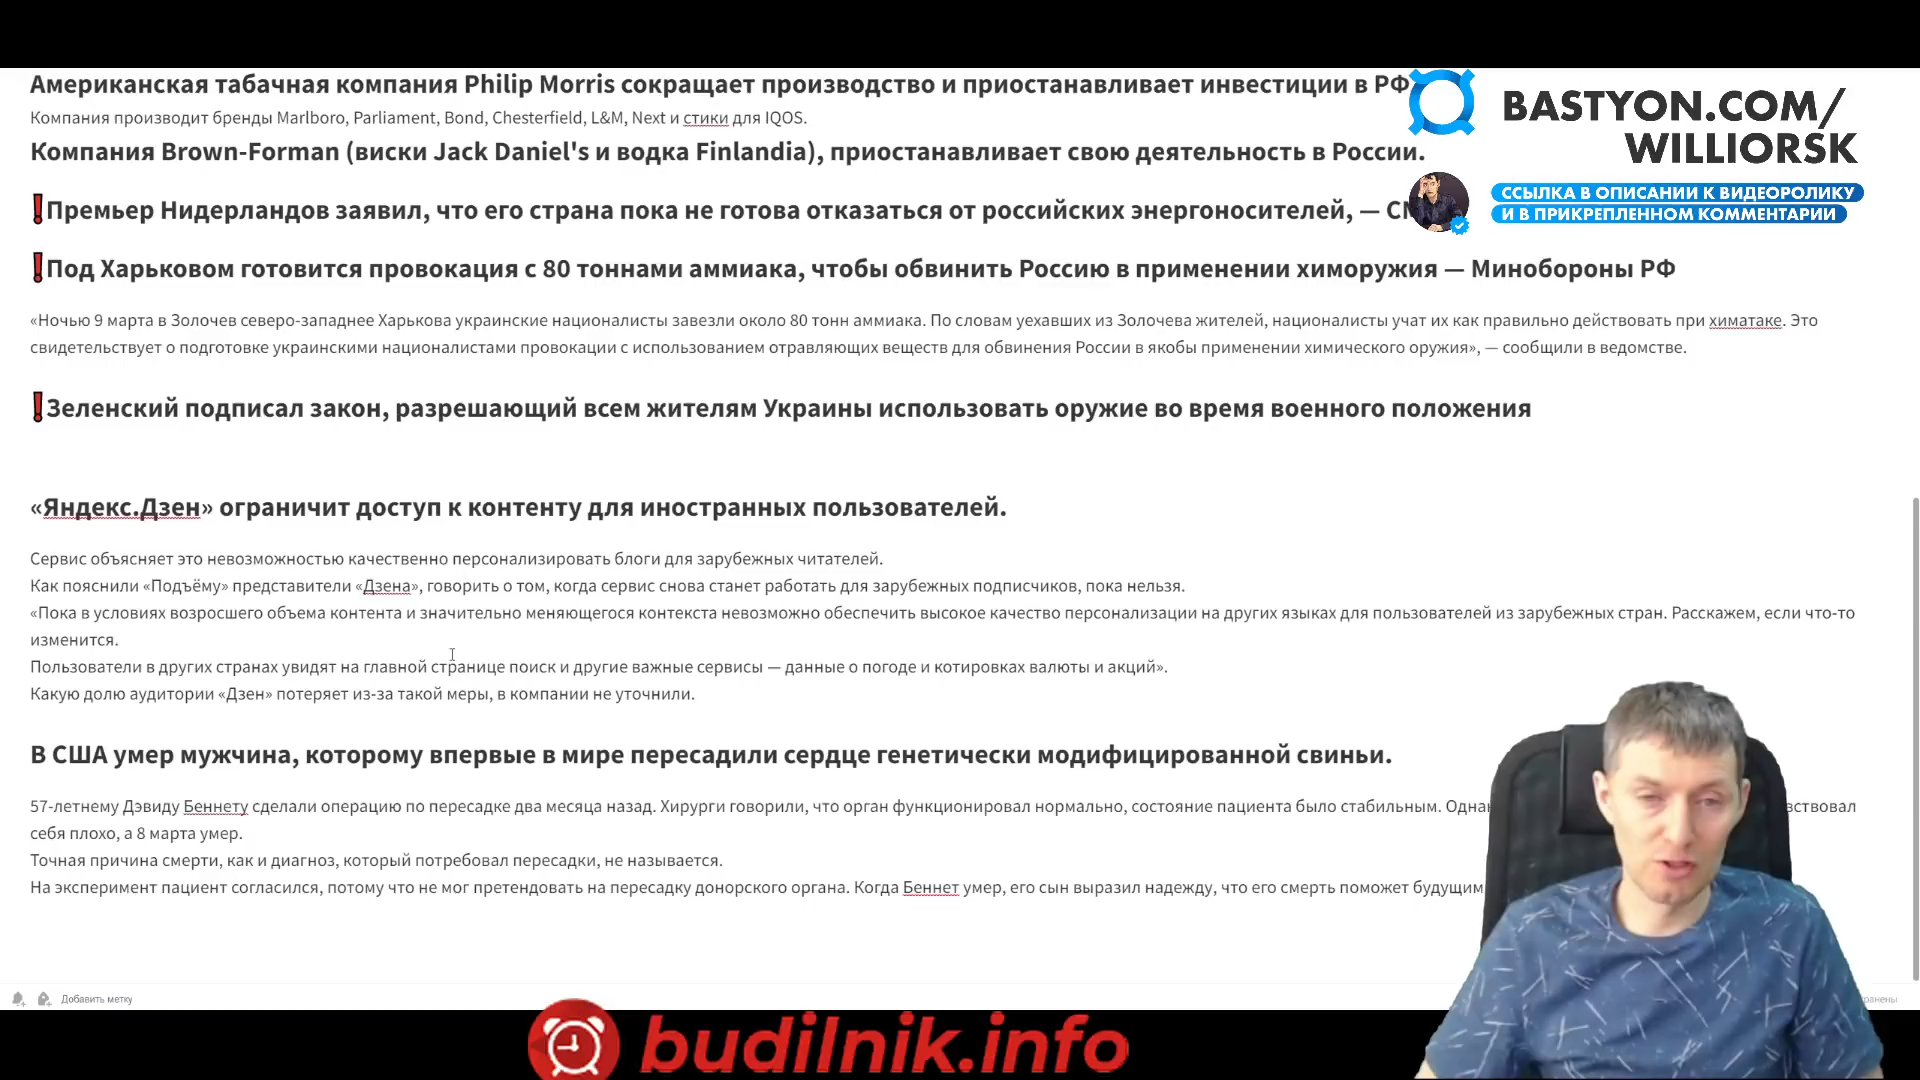 Американская табачная компания Philip Morris сокращает производство и приостанавливает инвестиции в РФ
Компания производит бренды Marlboro, Parliament, Bond, Chesterfield, L&M, Next и стики для IQOS.
Компания Brown-Forman (виски Jack Daniel's и водка Finlandia), приостанавливает свою деятельность в России.
BASTYON.COM/
WILLIORSK
ССЫЛКА В ОПИСАНИИ К ВИДЕОРОЛИКУ
И В ПРИКРЕПЛЕННОМ КОММЕНТАРИИ
❗Премьер Нидерландов заявил, что его страна пока не готова отказаться от российских энергоносителей, —
❗Под Харьковом готовится провокация с 80 тоннами аммиака, чтобы обвинить Россию в применении химоружия — Минобороны РФ
«Ночью 9 марта в Золочев северо-западнее Харькова украинские националисты завезли около 80 тонн аммиака. По словам уехавших из Золочева жителей, националисты учат их как правильно действовать при химатаке. Это
свидетельствует о подготовке украинскими националистами провокации с использованием отравляющих веществ для обвинения России в якобы применении химического оружия», — сообщили в ведомстве.
❗Зеленский подписал закон, разрешающий всем жителям Украины использовать оружие во время военного положения
«Яндекс.Дзен» ограничит доступ к контенту для иностранных пользователей.
Сервис объясняет это невозможностью качественно персонализировать блоги для зарубежных читателей.
Как пояснили «Подъёму» представители «Дзена», говорить о том, когда сервис снова станет работать для зарубежных подписчиков, пока нельзя.
«Пока в условиях возросшего объема контента и значительно меняющегося контекста невозможно обеспечить высокое качество персонализации на других языках для пользователей из зарубежных стран. Расскажем, если что-то
изменится.
Пользователи в других странах увидят на главной странице поиск и другие важные сервисы — данные о погоде и котировках валюты и акций».
Какую долю аудитории «Дзен» потеряет из-за такой меры, в компании не уточнили.
В США умер мужчина, которому впервые в мире пересадили сердце генетически модифицированной свиньи.
57-летнему Дэвиду Беннету сделали операцию по пересадке два месяца назад. Хирурги говорили, что орган функционировал нормально, состояние пациента было стабильным.
себя плохо, а 8 марта умер.
Точная причина смерти, как и диагноз, который потребовал пересадки, не называется.
На эксперимент пациент согласился, потому что не мог претендовать на пересадку донорского органа. Когда Беннет умер, его сын выразил надежду, что его смерть поможет будущим
Добавить метку
budilnik.info